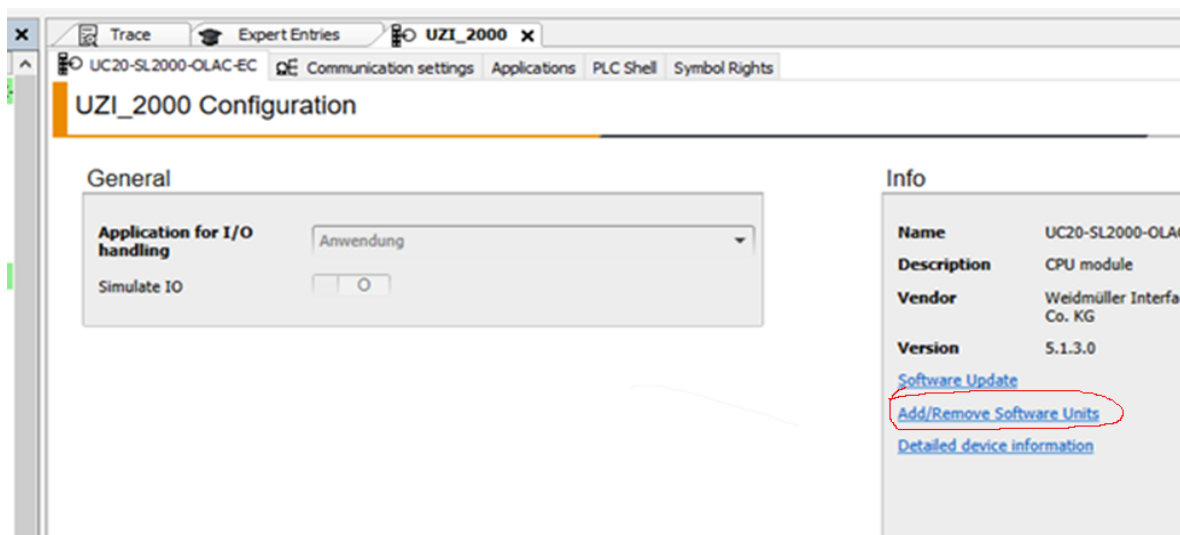 Trace Expert Entries UZI_2000
UC20-SL2000-OLAC-EC Communication settings Applications PLC Shell Symbol Rights
UZI_2000 Configuration
General
Application for I/O
handling
Anwendung
Simulate IO
Info
Name UC20-SL2000-OLAC
Description CPU module
Vendor Weidmüller Interfa
Co. KG
Version 5.1.3.0
Software Update
Add/Remove Software Units
Detailed device information